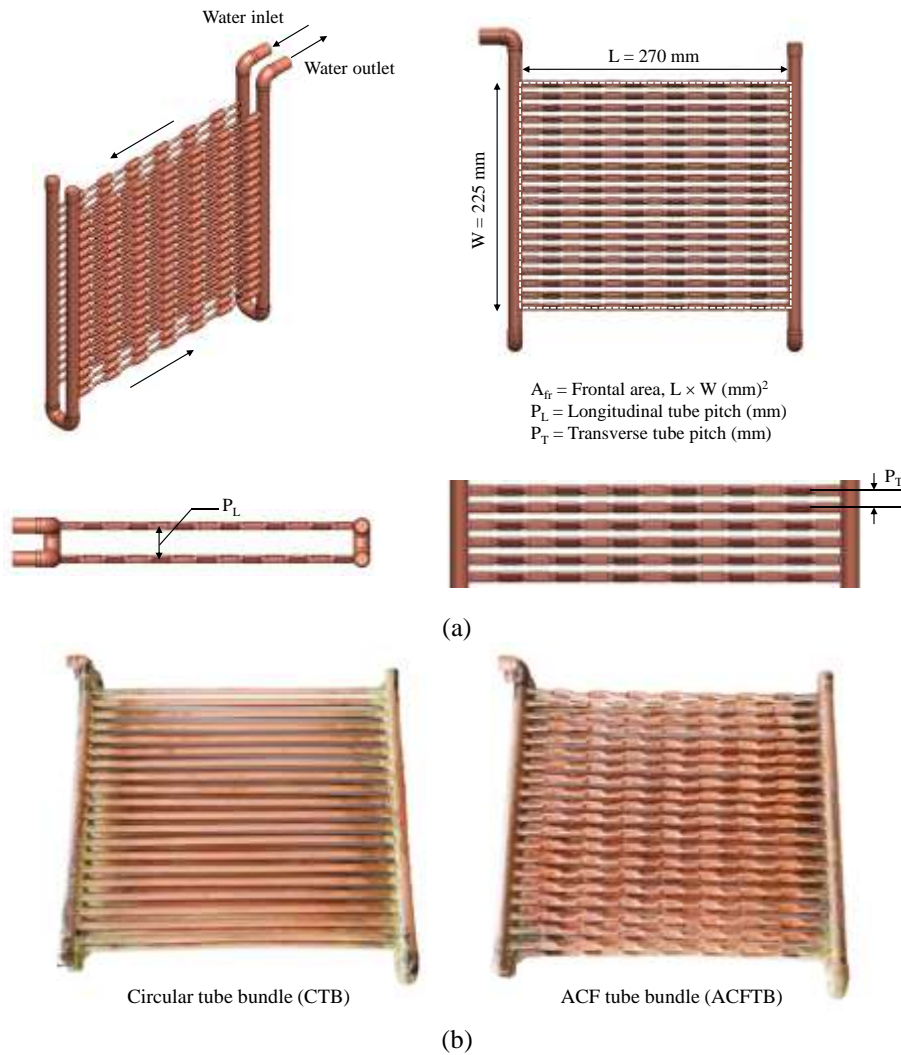 Water inlet
Water outlet
L = 270 mm
W = 225 mm
A_fr = Frontal area, L × W (mm)²
P_L = Longitudinal tube pitch (mm)
P_T = Transverse tube pitch (mm)
P_L
P_T
(a)
Circular tube bundle (CTB)
ACF tube bundle (ACFTB)
(b)